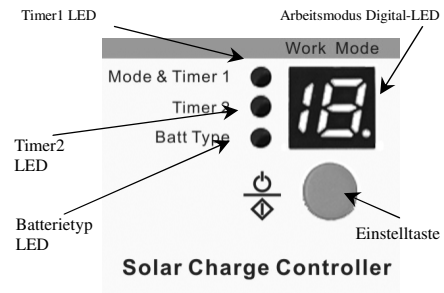 Timer1 LED
Arbeitsmodus Digital-LED
Work Mode
Mode & Timer 1
Timer 2
Batt Type
18.
Timer2
LED
Batterietyp
LED
Einstelltaste
Solar Charge Controller